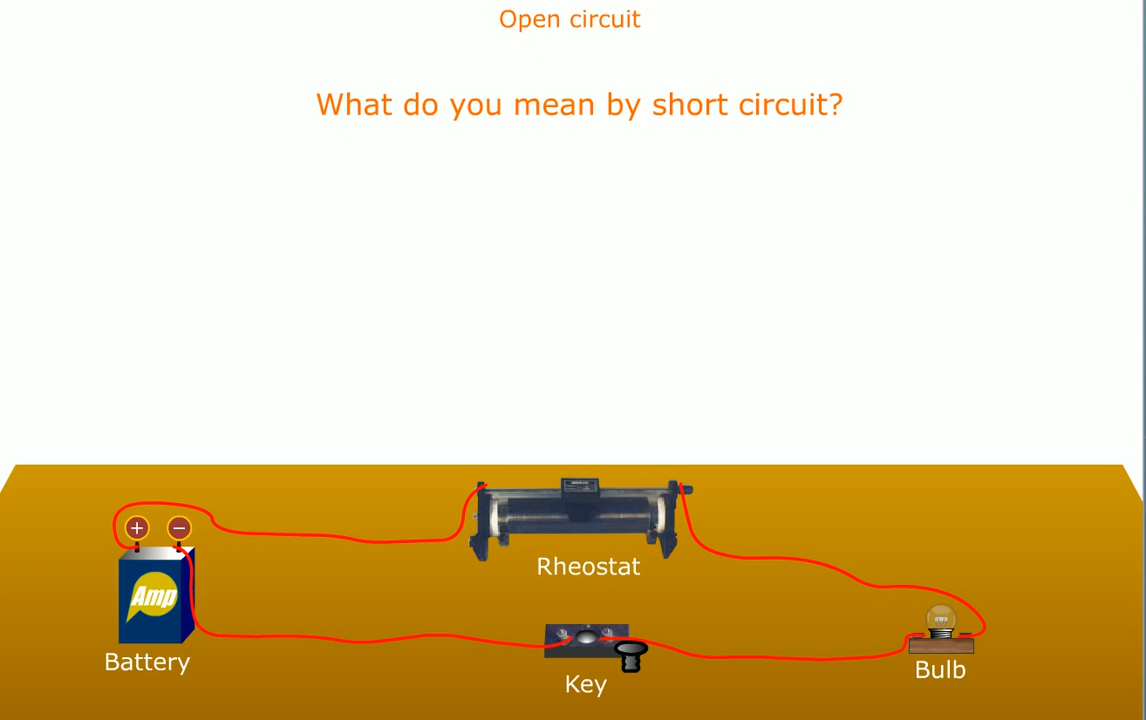 Open circuit
What do you mean by short circuit?
+ −
Amp
Rheostat
Battery
Key
Bulb